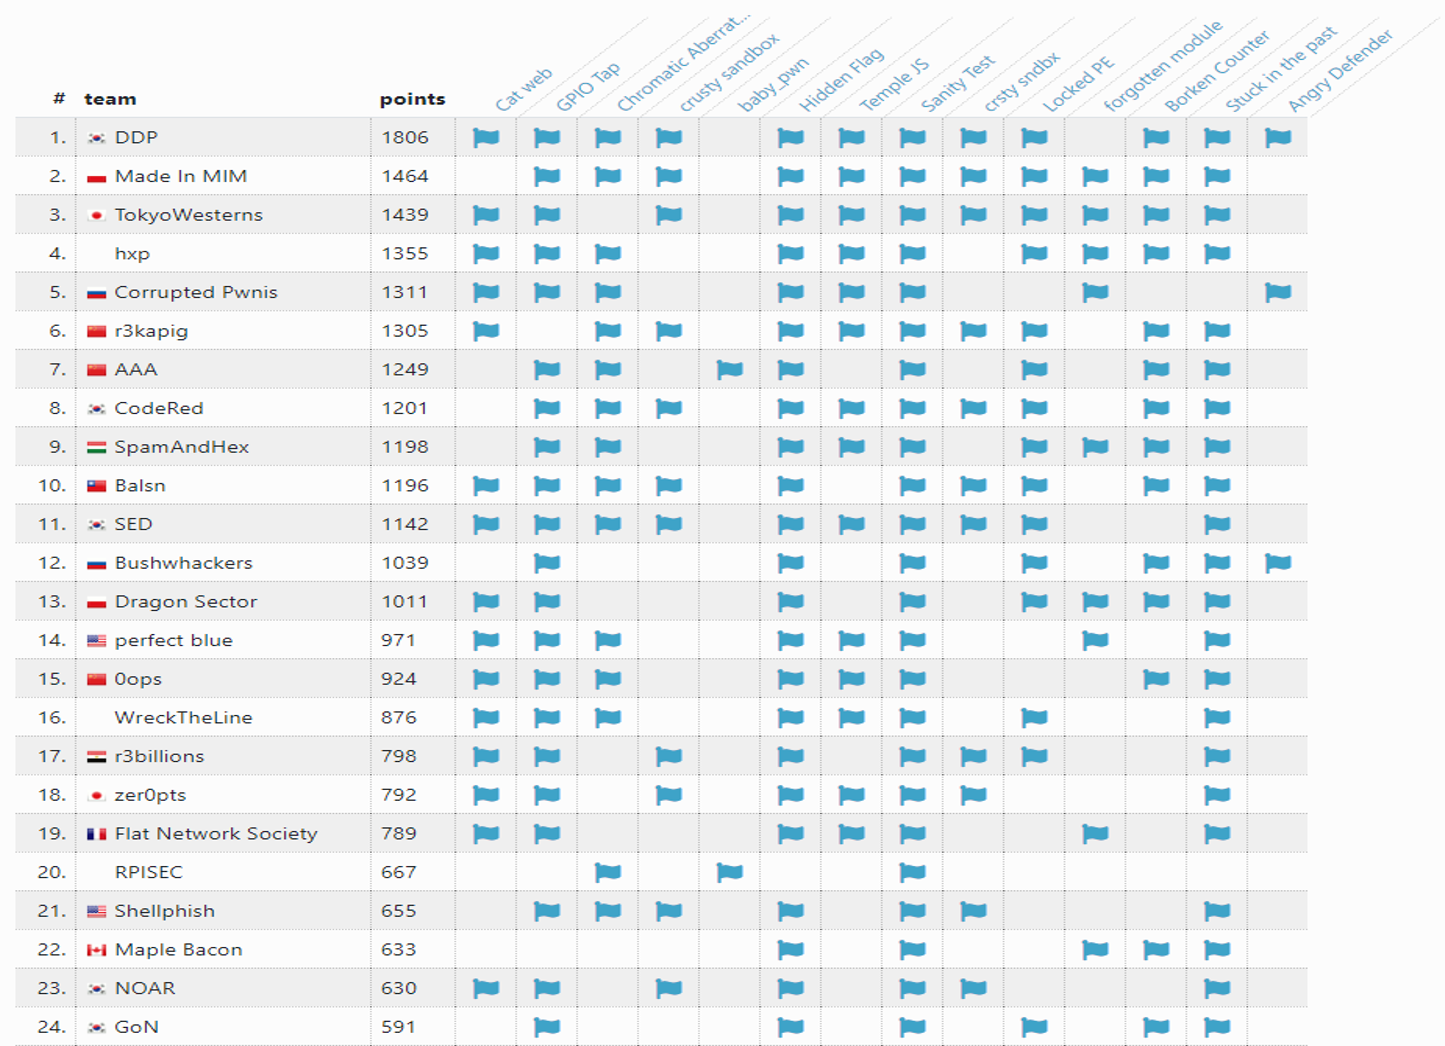 # team points Cat web GPIO Tap Chromatic Aberrat... crusty sandbox baby_pwn Hidden Flag Temple JS Sanity Test crsty sndbx Locked PE forgotten module Borken Counter Stuck in the past Angry Defender
1. DDP 1806
2. Made In MIM 1464
3. TokyoWesterns 1439
4. hxp 1355
5. Corrupted Pwnis 1311
6. r3kapig 1305
7. AAA 1249
8. CodeRed 1201
9. SpamAndHex 1198
10. Balsn 1196
11. SED 1142
12. Bushwhackers 1039
13. Dragon Sector 1011
14. perfect blue 971
15. 0ops 924
16. WreckTheLine 876
17. r3billions 798
18. zer0pts 792
19. Flat Network Society 789
20. RPISEC 667
21. Shellphish 655
22. Maple Bacon 633
23. NOAR 630
24. GoN 591